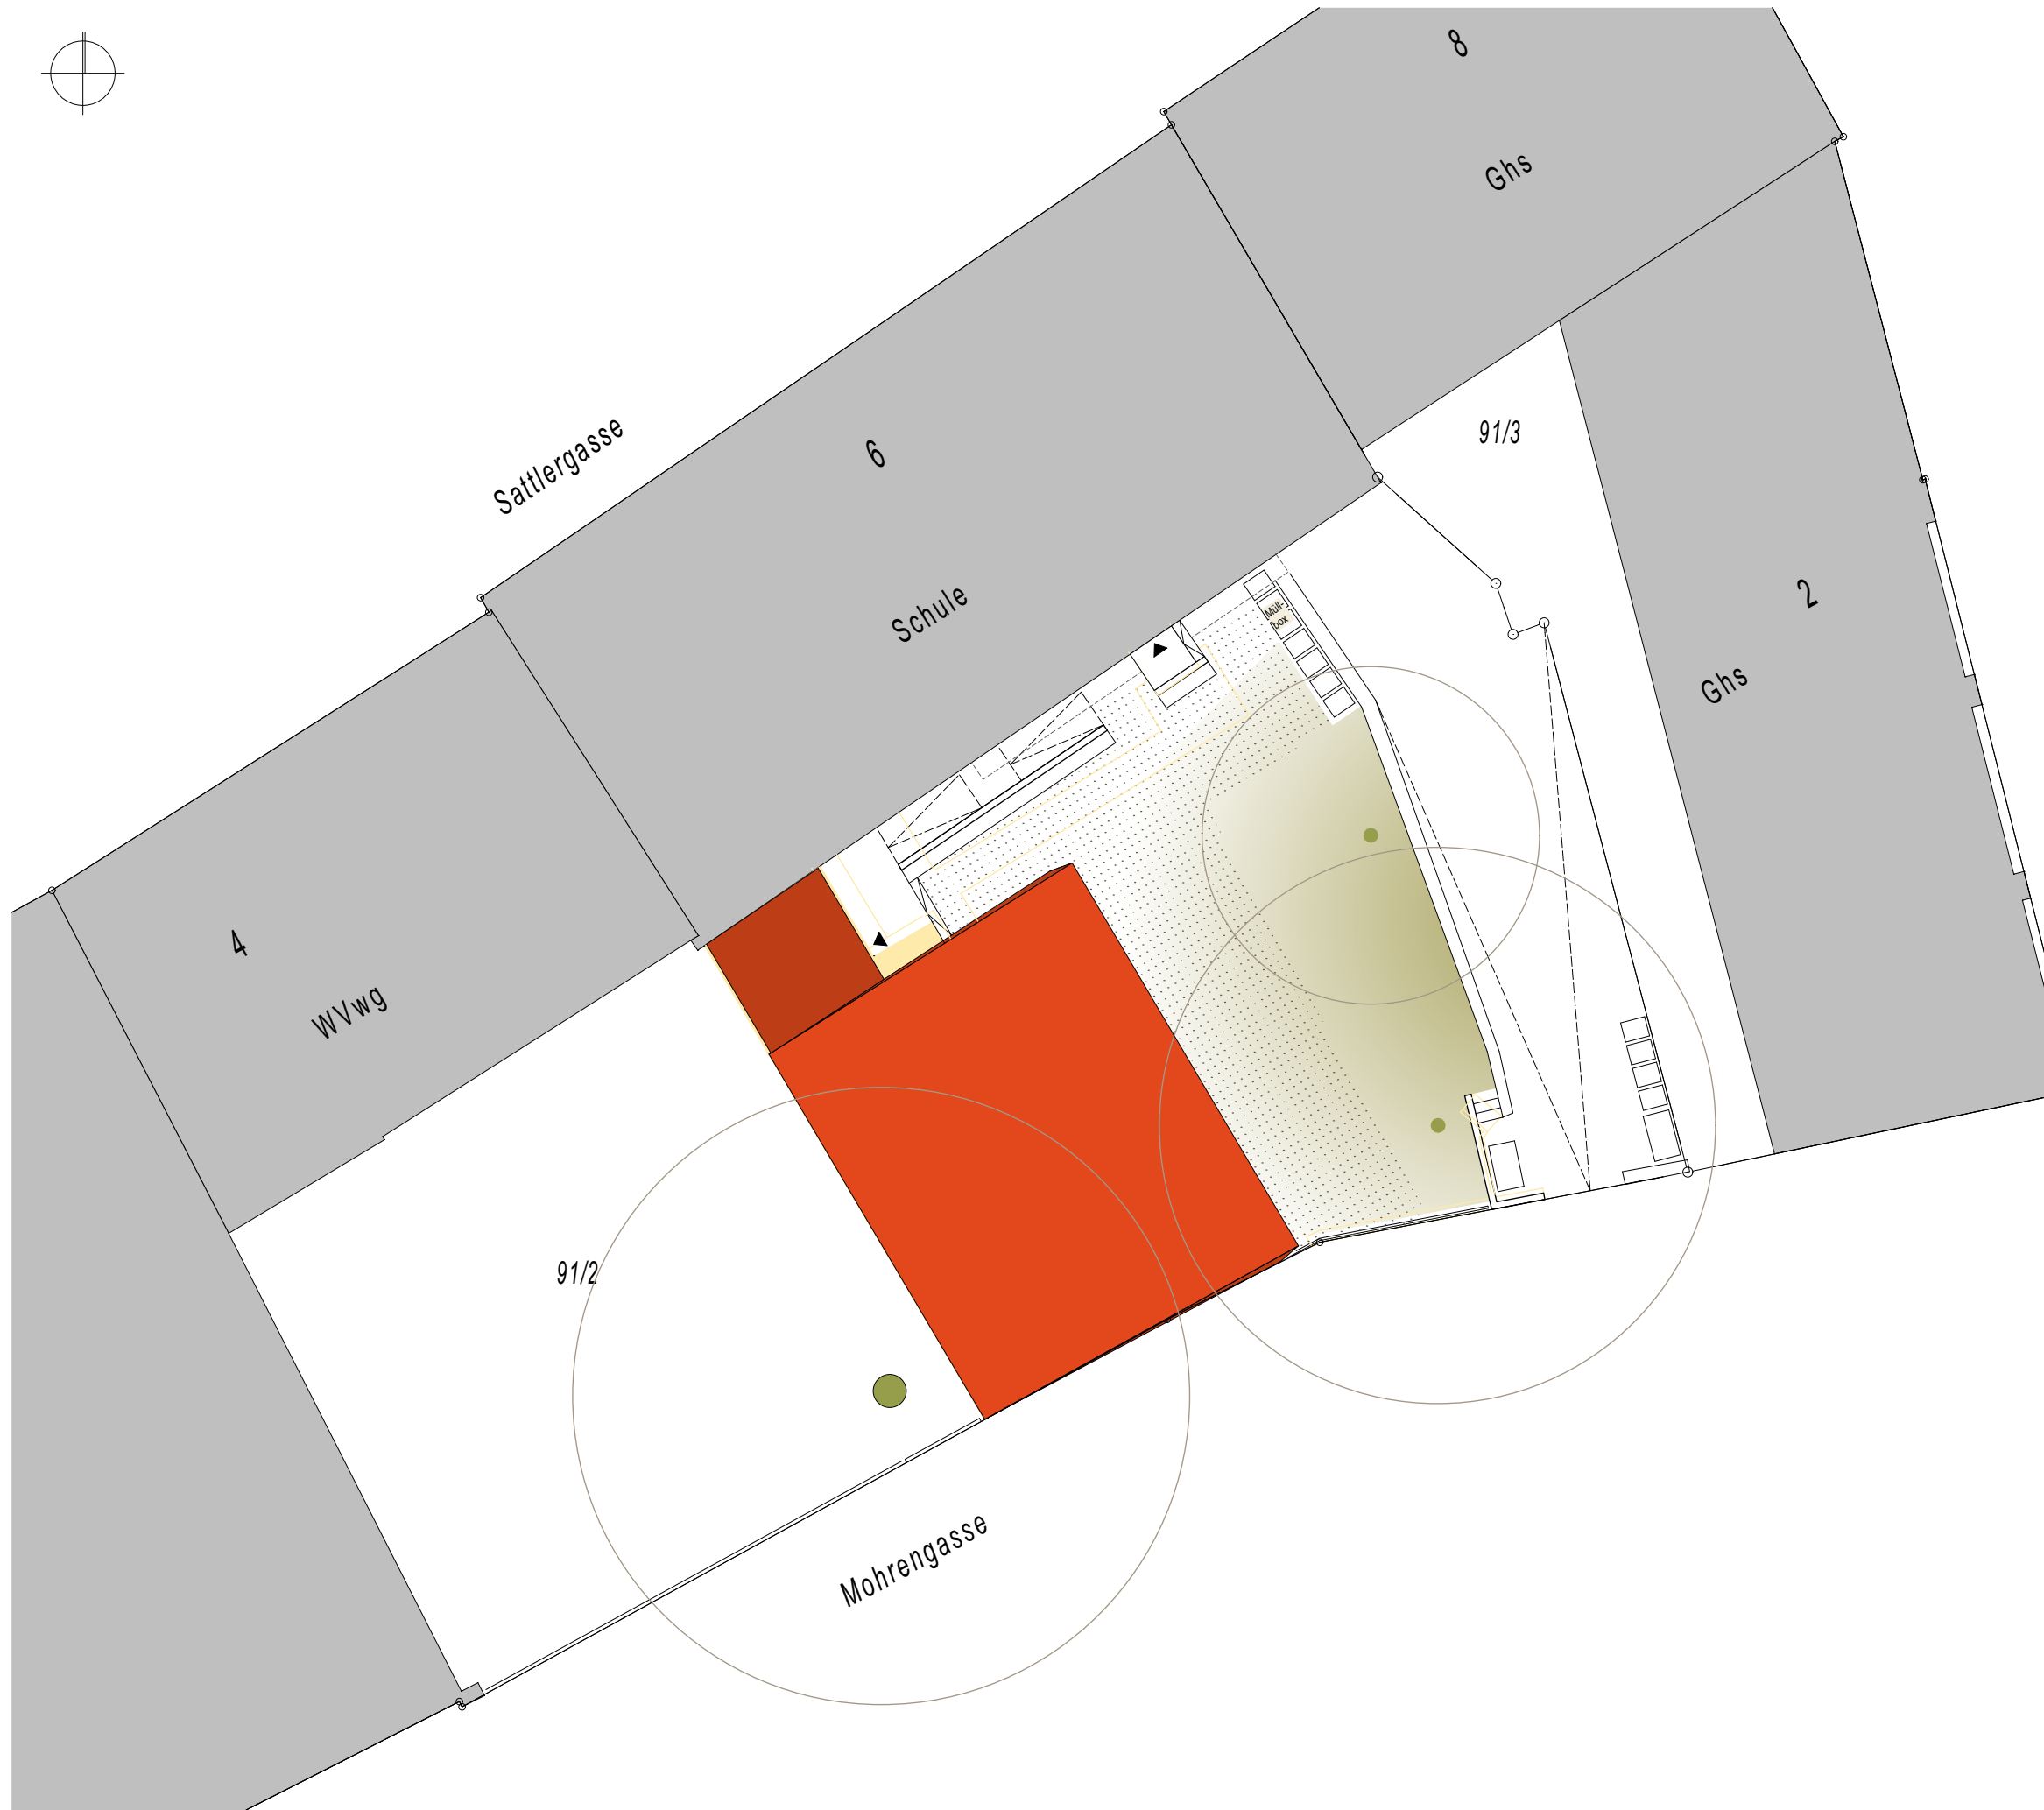 8
Ghs
91/3
Sattlergasse
6
Schule
2
Ghs
Müll-
box
4
WVwg
91/2
Mohrengasse